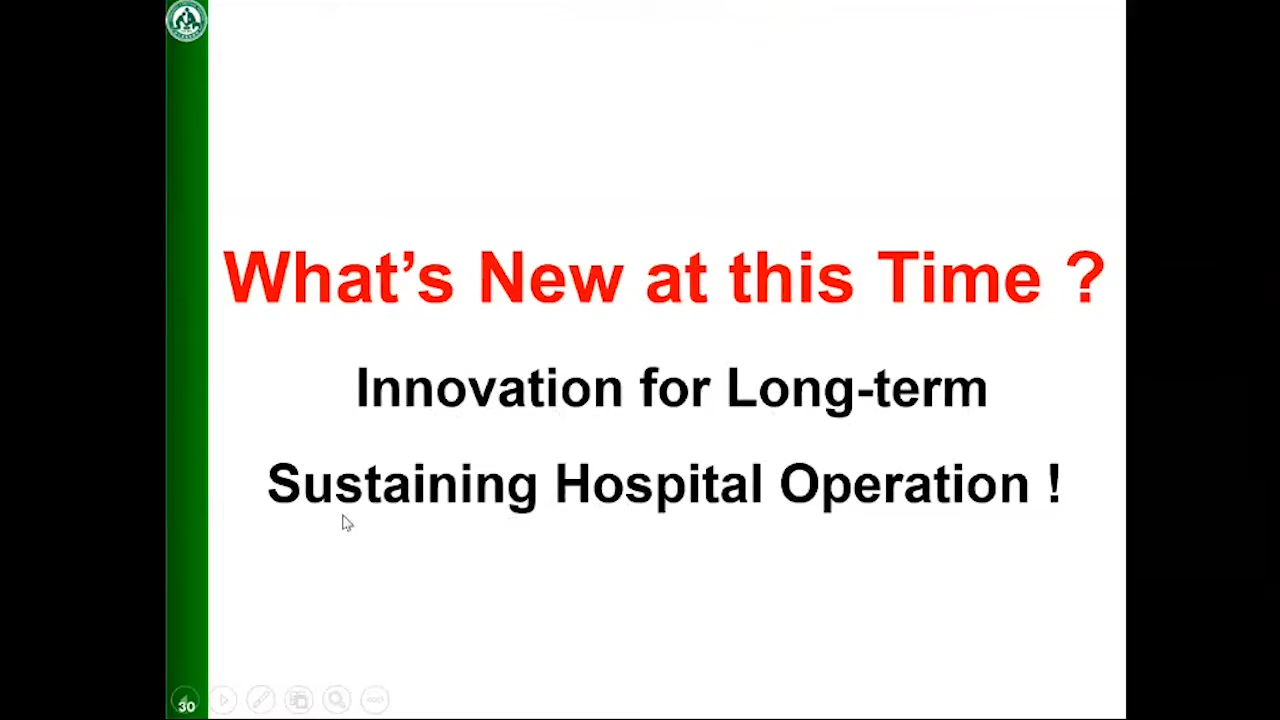 What’s New at this Time ?
Innovation for Long-term
Sustaining Hospital Operation !
30